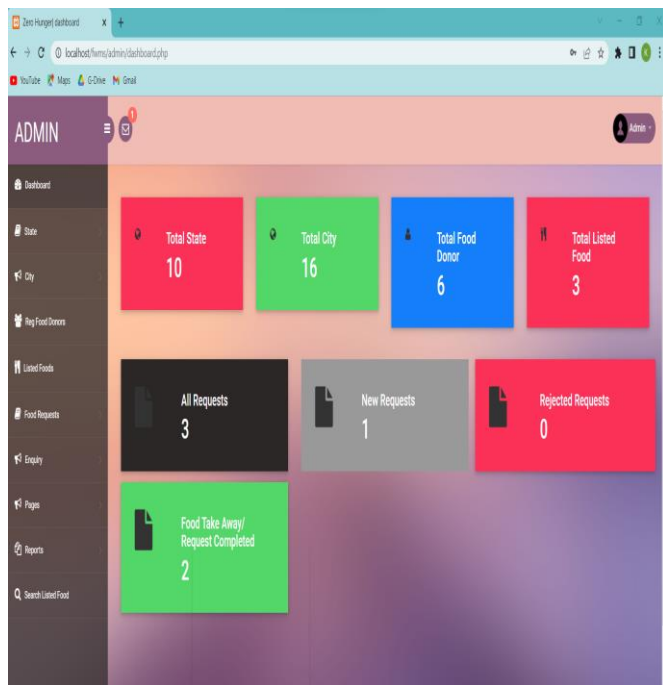 Zero Hunger| dashboard
localhost/fwms/admin/dashboard.php
YouTube Maps G-Drive Gmail
ADMIN
1
Admin
Dashboard
State
City
Reg Food Donors
Listed Foods
Food Requests
Enquiry
Pages
Reports
Search Listed Food
Total State
10
Total City
16
Total Food
Donor
6
Total Listed
Food
3
All Requests
3
New Requests
1
Rejected Requests
0
Food Take Away/
Request Completed
2